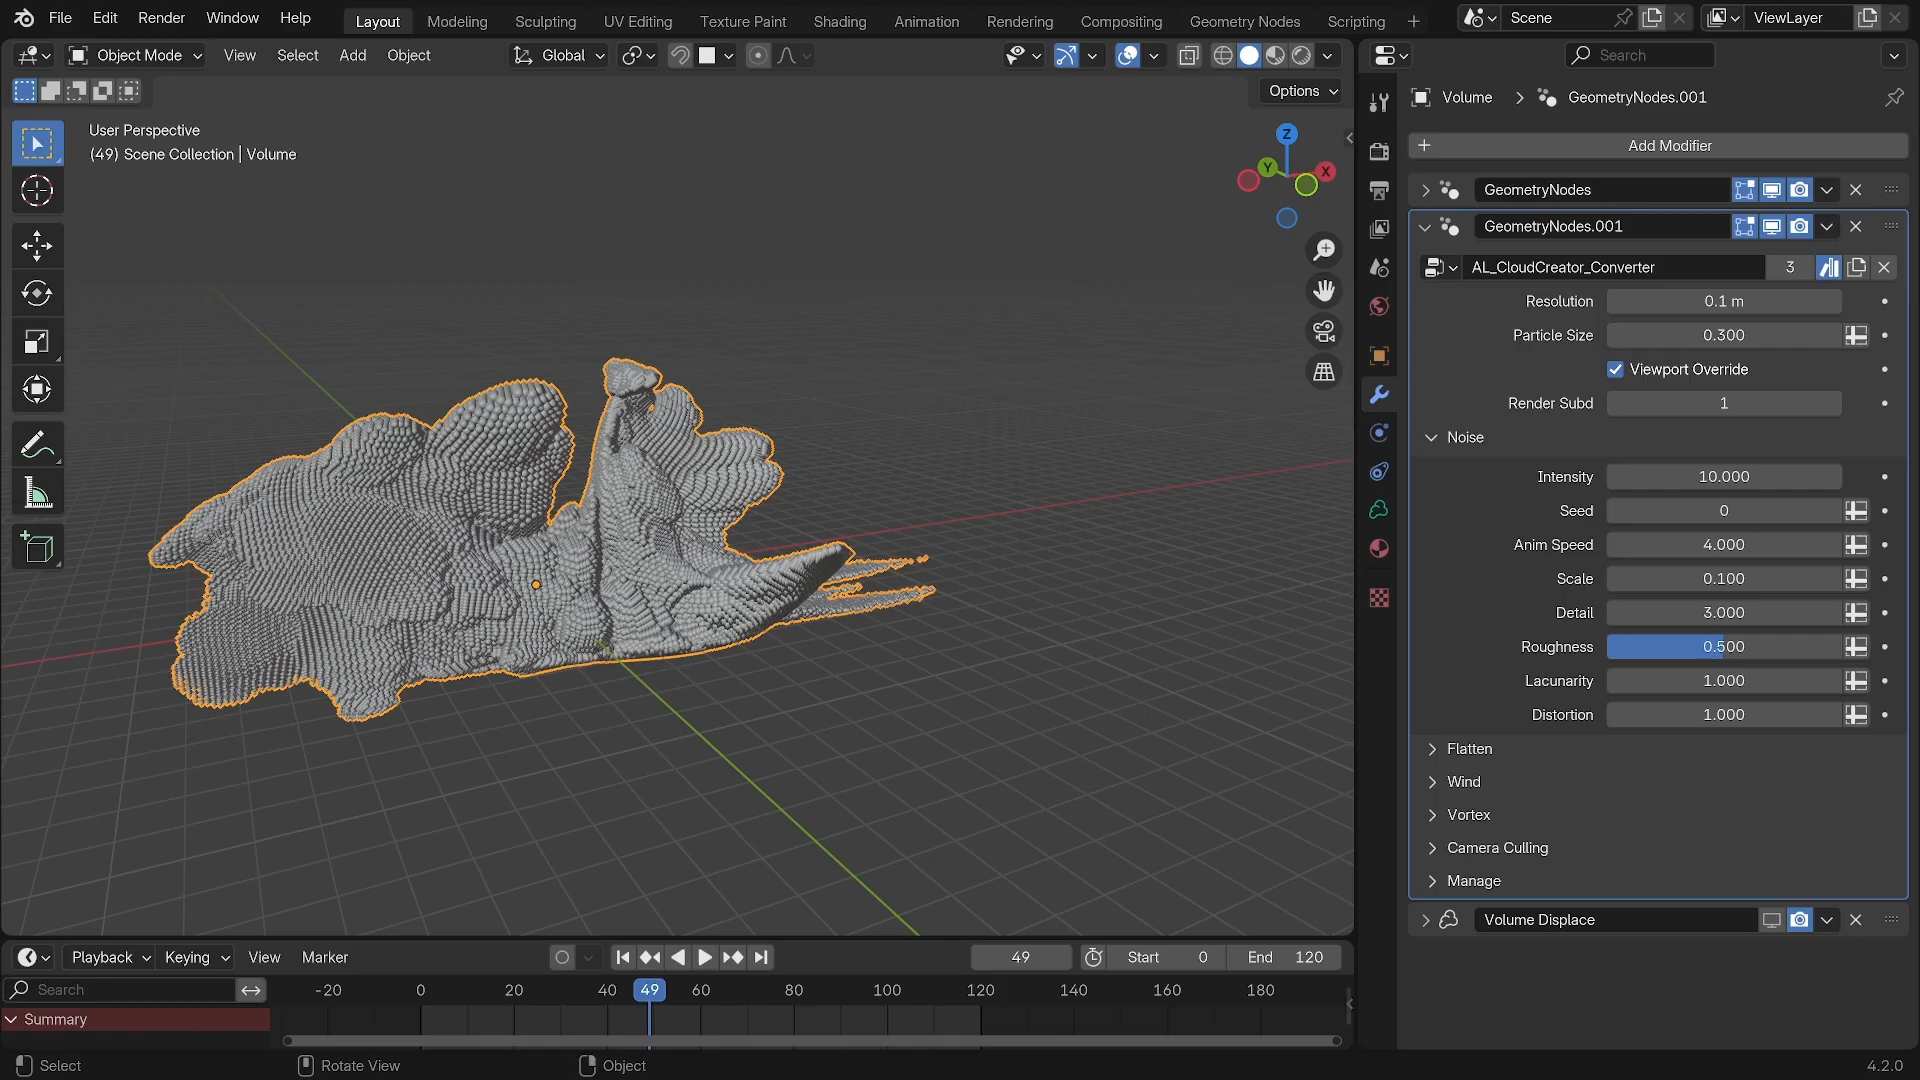 File Edit Render Window Help Layout Modeling Sculpting UV Editing Texture Paint Shading Animation Rendering Compositing Geometry Nodes Scripting + Scene ViewLayer
Object Mode View Select Add Object Global Search
Options
User Perspective
(49) Scene Collection | Volume
Z
Y
X
Volume GeometryNodes.001
Add Modifier
GeometryNodes
GeometryNodes.001
AL_CloudCreator_Converter 3
Resolution 0.1 m
Particle Size 0.300
Viewport Override
Render Subd 1
Noise
Intensity 10.000
Seed 0
Anim Speed 4.000
Scale 0.100
Detail 3.000
Roughness 0.500
Lacunarity 1.000
Distortion 1.000
Flatten
Wind
Vortex
Camera Culling
Manage
Volume Displace
Playback Keying View Marker 49 Start 0 End 120
Search -20 0 20 40 49 60 80 100 120 140 160 180
Summary
Select Rotate View Object 4.2.0